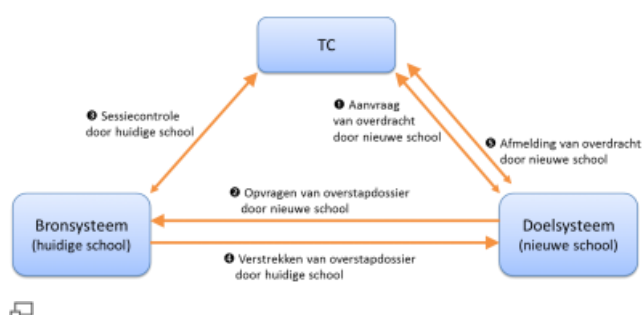 TC
❸ Sessiecontrole
door huidige school
❶ Aanvraag
van overdracht
door nieuwe school
❺ Afmelding van overdracht
door nieuwe school
❷ Opvragen van overstapdossier
door nieuwe school
Bronsysteem
(huidige school)
Doelsysteem
(nieuwe school)
❹ Verstrekken van overstapdossier
door huidige school